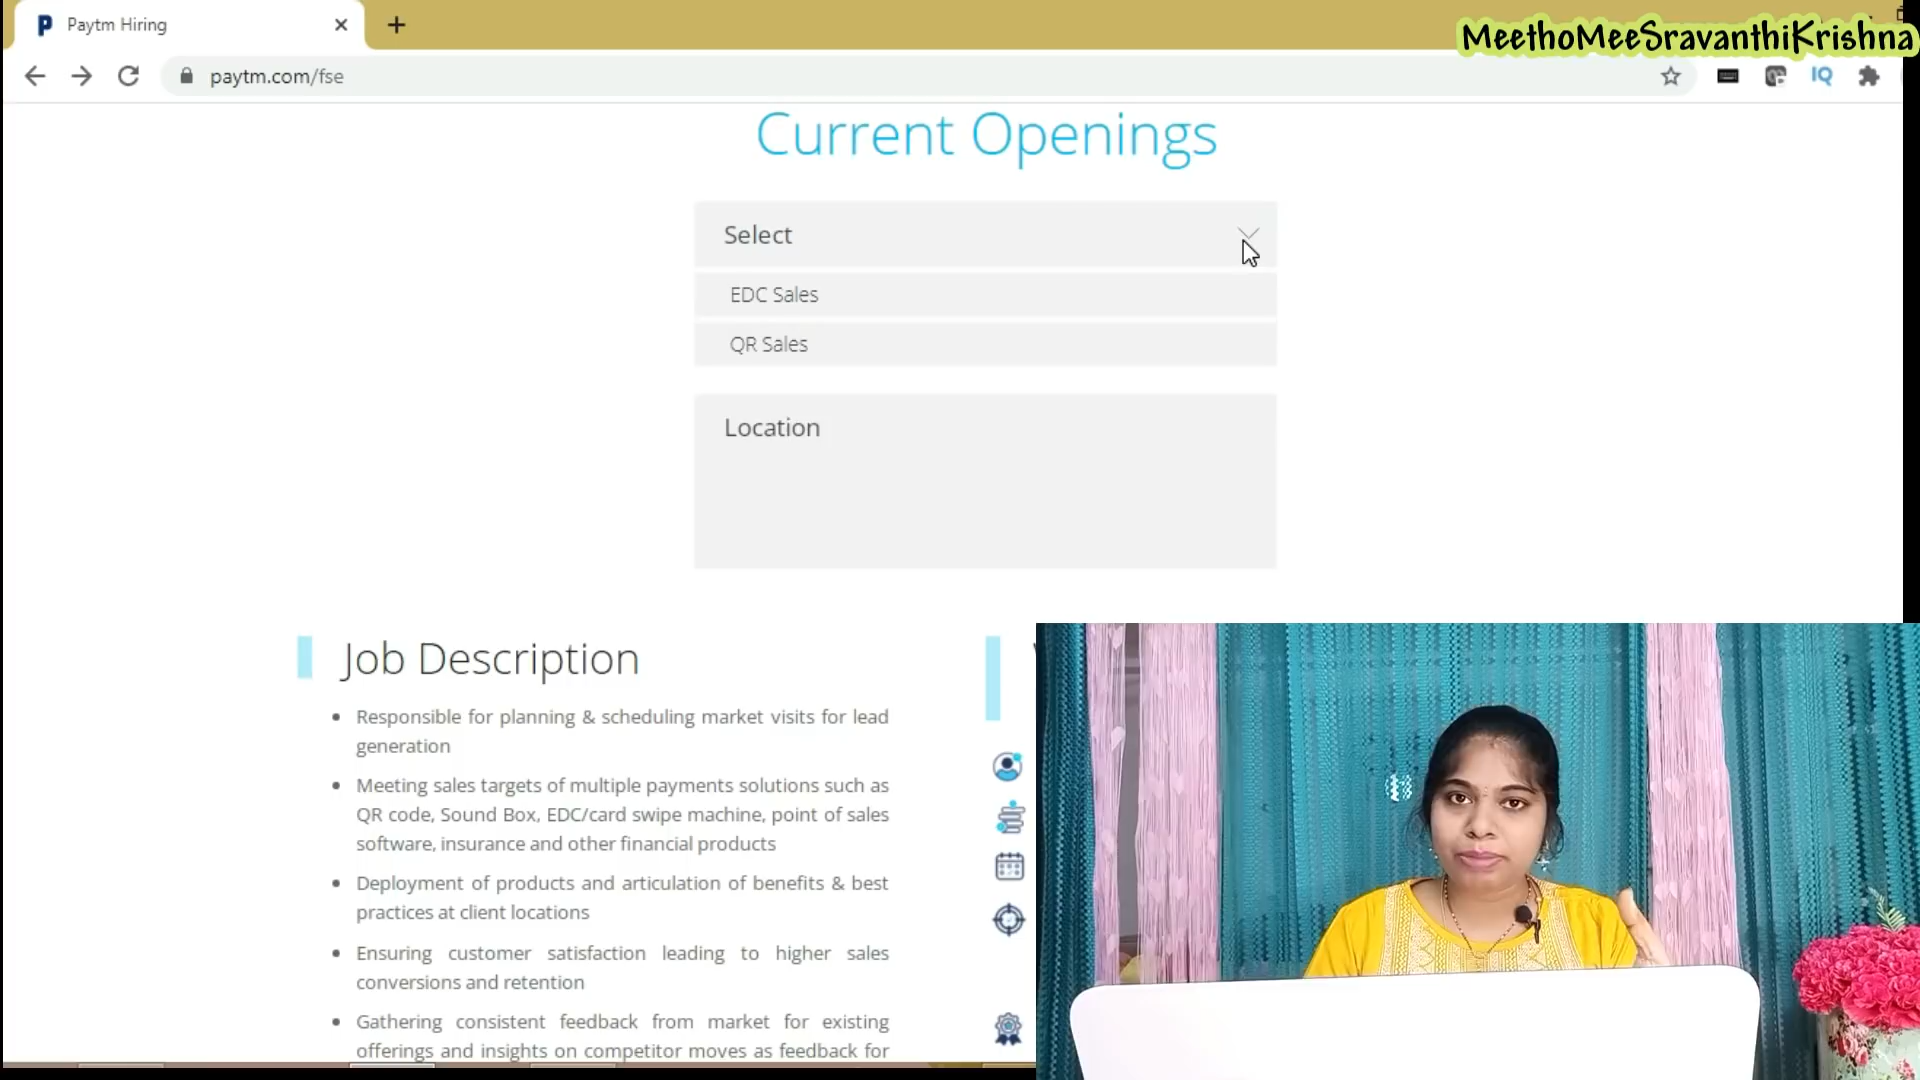 Paytm Hiring
MeethoMeeSravanthiKrishna
paytm.com/fse
IQ
Current Openings
Select
EDC Sales
QR Sales
Location
Job Description
Responsible for planning & scheduling market visits for lead
generation
Meeting sales targets of multiple payments solutions such as
QR code, Sound Box, EDC/card swipe machine, point of sales
software, insurance and other financial products
Deployment of products and articulation of benefits & best
practices at client locations
Ensuring customer satisfaction leading to higher sales
conversions and retention
Gathering consistent feedback from market for existing
offerings and insights on competitor moves as feedback for